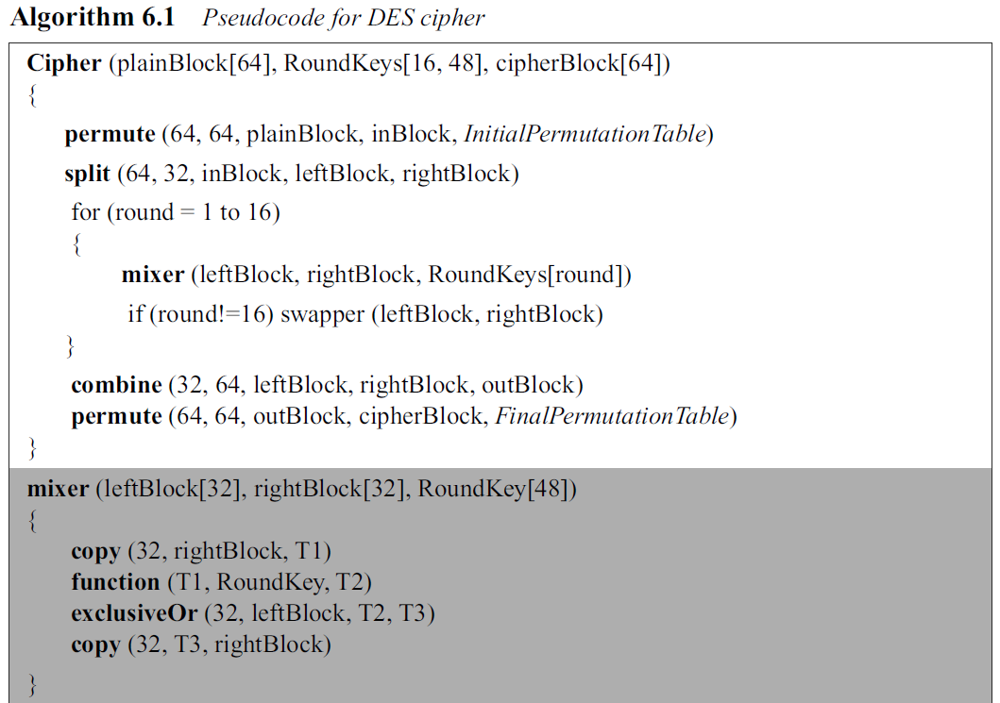 Algorithm 6.1 Pseudocode for DES cipher
Cipher (plainBlock[64], RoundKeys[16, 48], cipherBlock[64])
{
permute (64, 64, plainBlock, inBlock, InitialPermutationTable)
split (64, 32, inBlock, leftBlock, rightBlock)
for (round = 1 to 16)
{
mixer (leftBlock, rightBlock, RoundKeys[round])
if (round!=16) swapper (leftBlock, rightBlock)
}
combine (32, 64, leftBlock, rightBlock, outBlock)
permute (64, 64, outBlock, cipherBlock, FinalPermutationTable)
}
mixer (leftBlock[32], rightBlock[32], RoundKey[48])
{
copy (32, rightBlock, T1)
function (T1, RoundKey, T2)
exclusiveOr (32, leftBlock, T2, T3)
copy (32, T3, rightBlock)
}